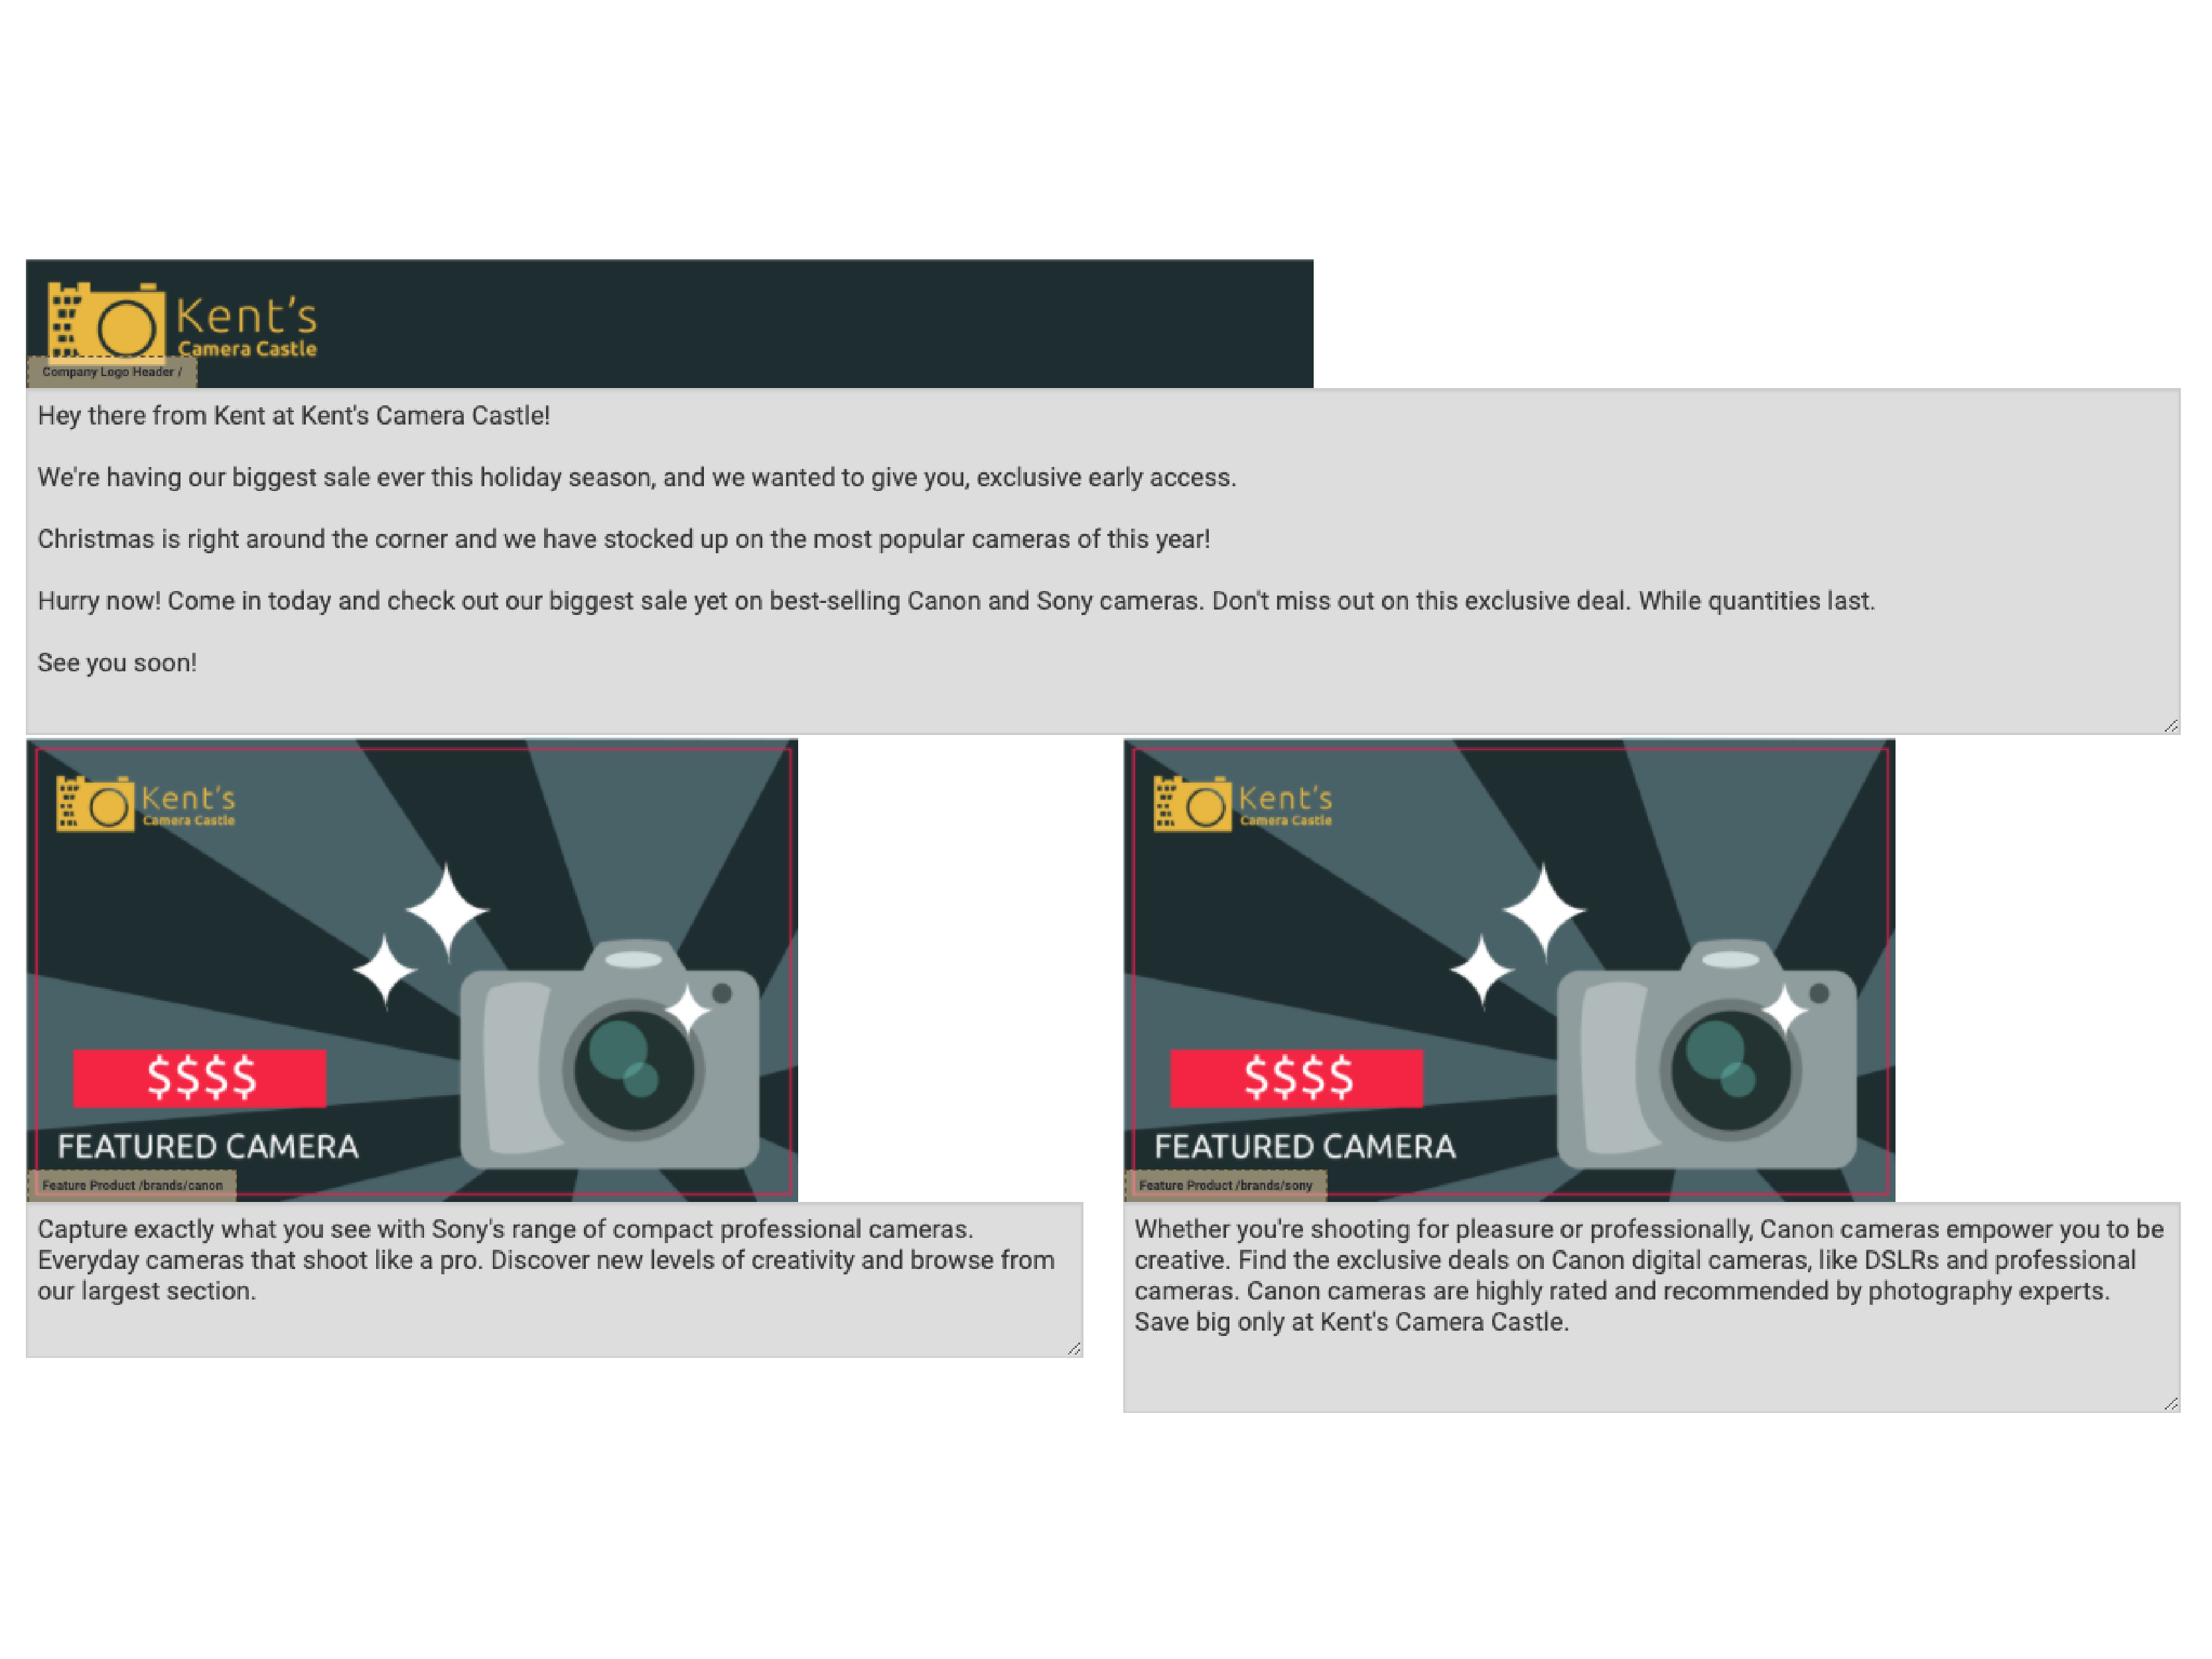 Kent's
Camera Castle
Company Logo Header /
Hey there from Kent at Kent's Camera Castle!
We're having our biggest sale ever this holiday season, and we wanted to give you, exclusive early access.
Christmas is right around the corner and we have stocked up on the most popular cameras of this year!
Hurry now! Come in today and check out our biggest sale yet on best-selling Canon and Sony cameras. Don't miss out on this exclusive deal. While quantities last.
See you soon!
Kent's
Camera Castle
$$$$
FEATURED CAMERA
Feature Product /brands/canon
Capture exactly what you see with Sony's range of compact professional cameras.
Everyday cameras that shoot like a pro. Discover new levels of creativity and browse from
our largest section.
Kent's
Camera Castle
$$$$
FEATURED CAMERA
Feature Product /brands/sony
Whether you're shooting for pleasure or professionally, Canon cameras empower you to be
creative. Find the exclusive deals on Canon digital cameras, like DSLRs and professional
cameras. Canon cameras are highly rated and recommended by photography experts.
Save big only at Kent's Camera Castle.